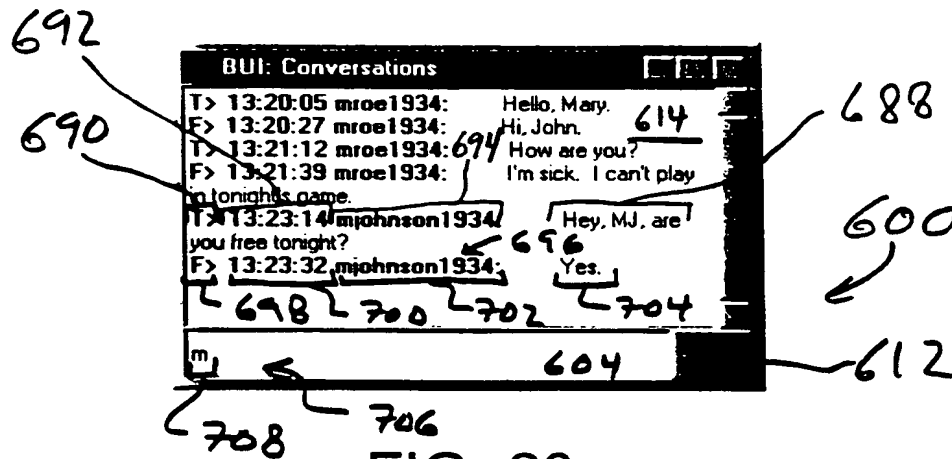 692
BUI: Conversations
T> 13:20:05 mroe1934: Hello, Mary.
F> 13:20:27 mroe1934: Hi, John. 614
688
690
T> 13:21:12 mroe1934: 694 How are you?
F> 13:21:39 mroe1934: I'm sick. I can't play
in tonight's game.
T> 13:23:14 mjohnson1934: Hey, MJ, are
600
you free tonight? 696
F> 13:23:32 mjohnson1934: Yes.
698 700 702 704
m 604
612
708 706